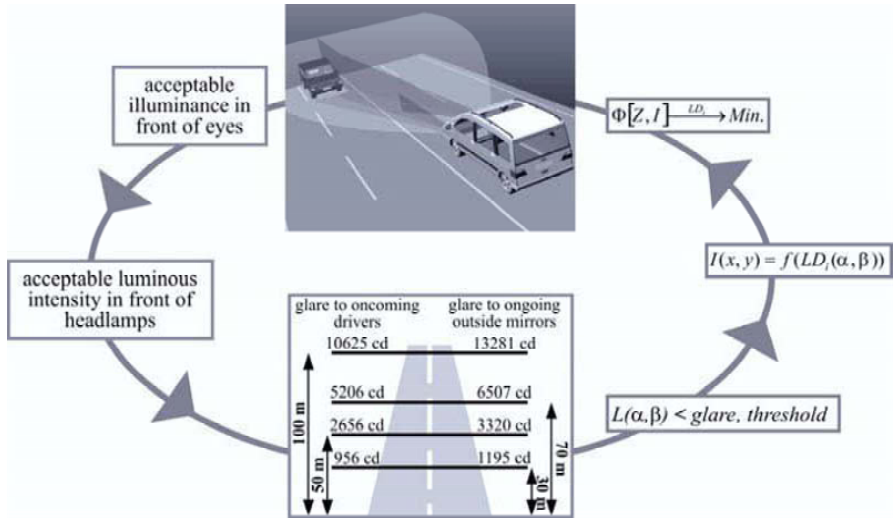 acceptable
illuminance in
front of eyes
Φ[Z, I] —LDᵢ→ Min.
acceptable luminous
intensity in front of
headlamps
I(x, y) = f(LDᵢ(α, β))
glare to oncoming
drivers
glare to ongoing
outside mirrors
10625 cd 13281 cd
5206 cd 6507 cd
2656 cd 3320 cd
956 cd 1195 cd
100 m
50 m
30 m
70 m
L(α,β) < glare, threshold